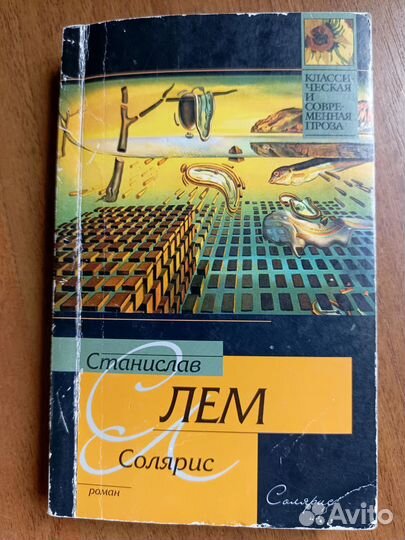 КЛАССИ-
ЧЕСКАЯ
И
СОВРЕ-
МЕННАЯ
ПРОЗА
Станислав
ЛЕМ
Солярис
роман
Солярис
Avito